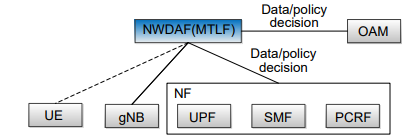 Data/policy
decision
NWDAF(MTLF)
OAM
Data/policy
decision
NF
UE
gNB
UPF
SMF
PCRF